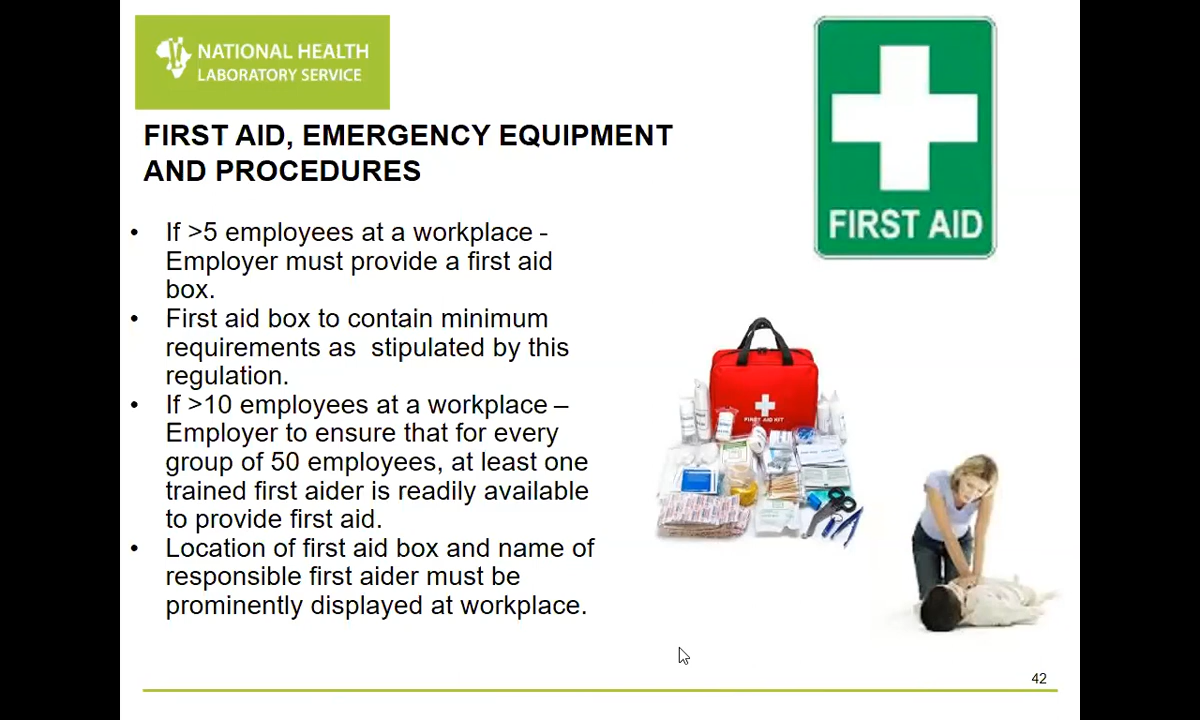 NATIONAL HEALTH
LABORATORY SERVICE
FIRST AID
FIRST AID, EMERGENCY EQUIPMENT
AND PROCEDURES
• If >5 employees at a workplace -
Employer must provide a first aid
box.
• First aid box to contain minimum
requirements as  stipulated by this
regulation.
• If >10 employees at a workplace –
Employer to ensure that for every
group of 50 employees, at least one
trained first aider is readily available
to provide first aid.
• Location of first aid box and name of
responsible first aider must be
prominently displayed at workplace.
FIRST AID KIT
42